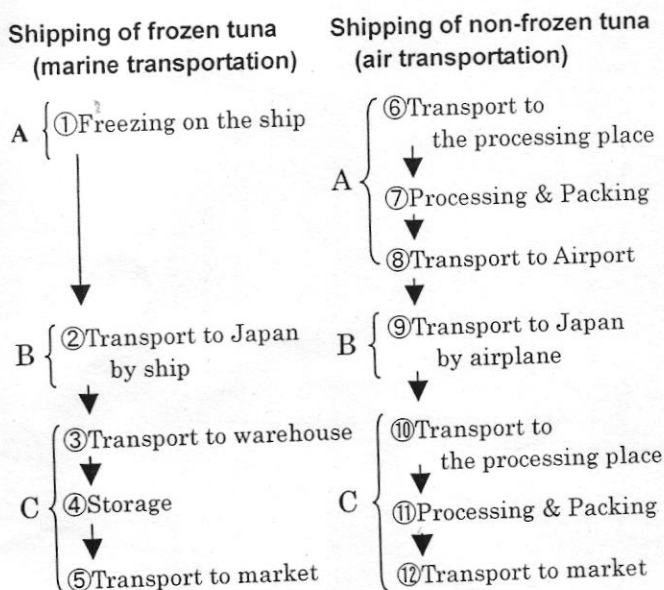 Shipping of frozen tuna
(marine transportation)
A
①Freezing on the ship
B
②Transport to Japan
by ship
C
③Transport to warehouse
④Storage
⑤Transport to market
Shipping of non-frozen tuna
(air transportation)
A
⑥Transport to
the processing place
⑦Processing & Packing
⑧Transport to Airport
B
⑨Transport to Japan
by airplane
C
⑩Transport to
the processing place
⑪Processing & Packing
⑫Transport to market